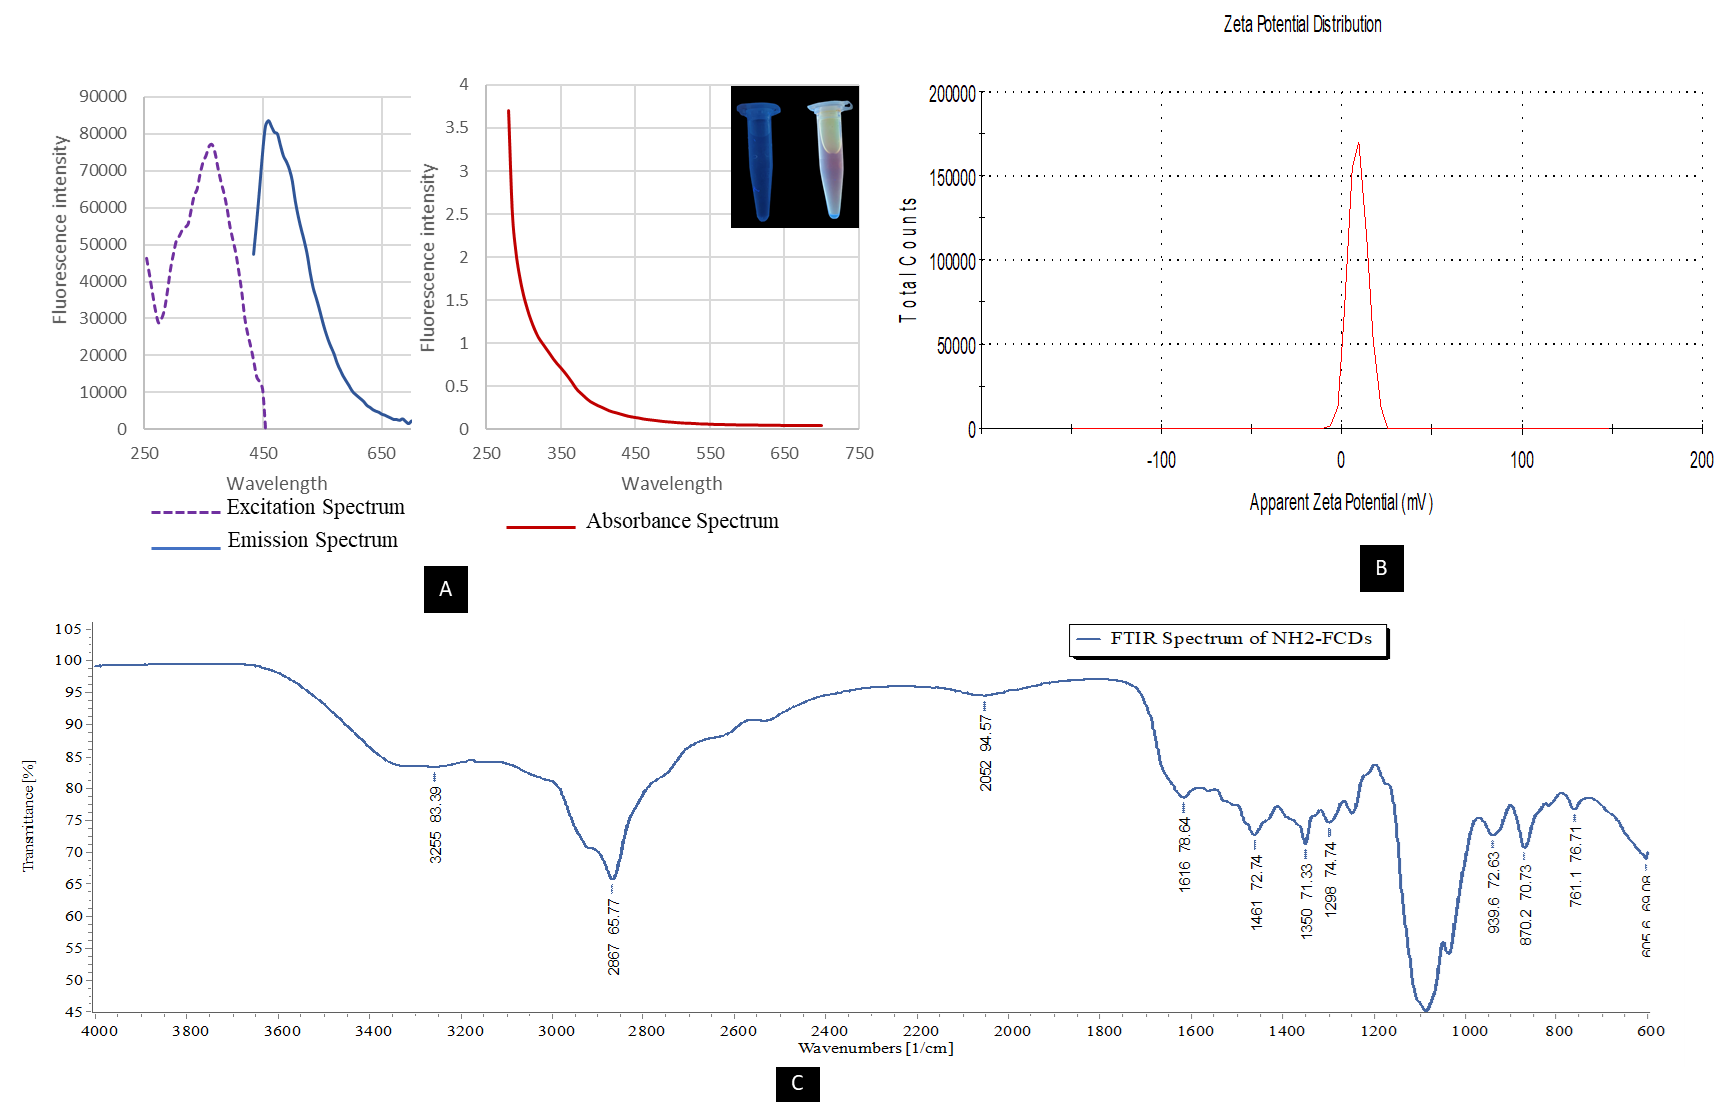 Zeta Potential Distribution
90000
80000
70000
60000
50000
40000
30000
20000
10000
0
Fluorescence intensity
250 450 650
Wavelength
Excitation Spectrum
Emission Spectrum
4
3.5
3
2.5
2
1.5
1
0.5
0
Fluorescence intensity
250 350 450 550 650 750
Wavelength
Absorbance Spectrum
A
200000
150000
100000
50000
0
Total Counts
-100 0 100 200
Apparent Zeta Potential (mV)
B
FTIR Spectrum of NH2-FCDs
105
100
95
90
85
80
75
70
65
60
55
50
45
Transmittance [%]
3255 83.39
2867 65.77
2052 94.57
1616 78.64
1461 72.74
1350 71.33
1298 74.74
939.6 72.63
870.2 70.73
761.1 76.71
605.6 69.08
4000 3800 3600 3400 3200 3000 2800 2600 2400 2200 2000 1800 1600 1400 1200 1000 800 600
Wavenumbers [1/cm]
C